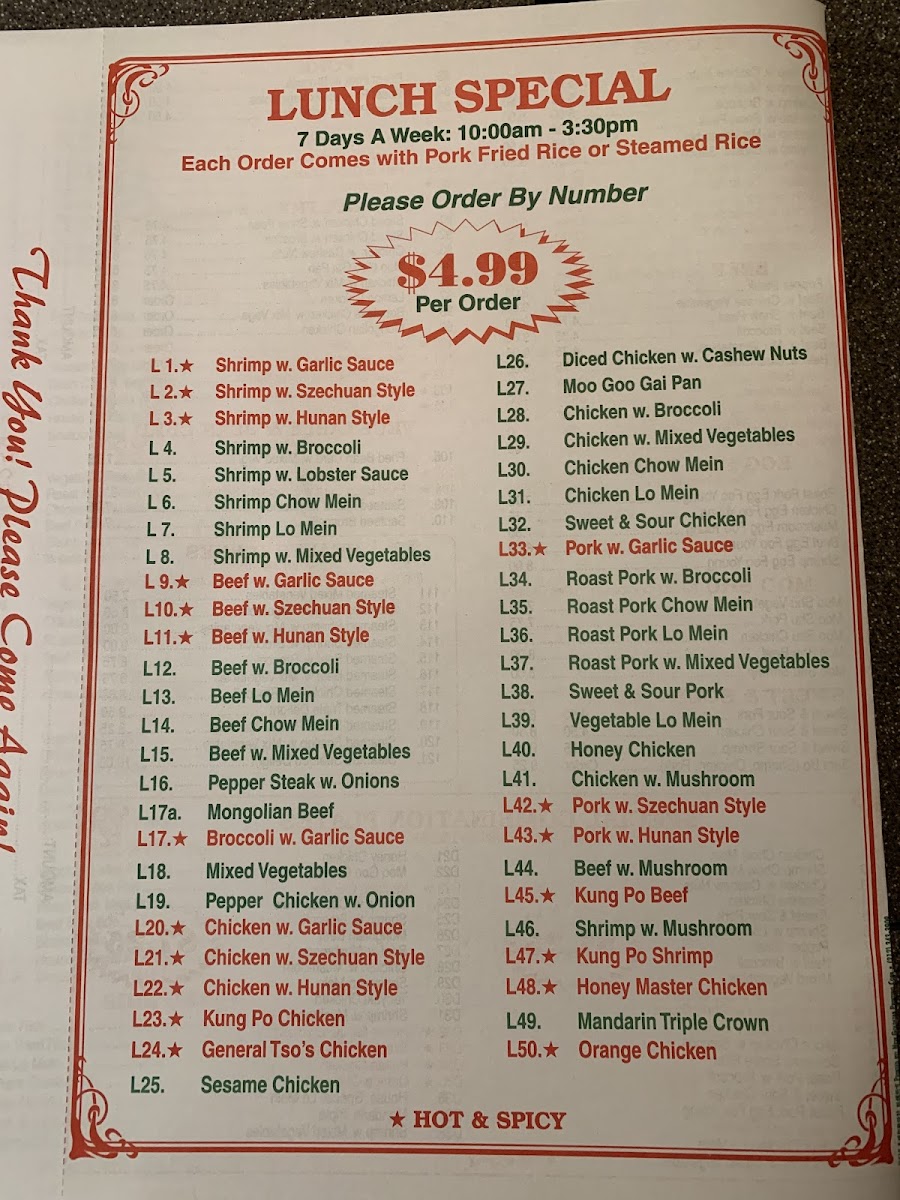 LUNCH SPECIAL
7 Days A Week: 10:00am - 3:30pm
Each Order Comes with Pork Fried Rice or Steamed Rice
Please Order By Number
$4.99
Per Order
L 1.★ Shrimp w. Garlic Sauce
L 2.★ Shrimp w. Szechuan Style
L 3.★ Shrimp w. Hunan Style
L 4. Shrimp w. Broccoli
L 5. Shrimp w. Lobster Sauce
L 6. Shrimp Chow Mein
L 7. Shrimp Lo Mein
L 8. Shrimp w. Mixed Vegetables
L 9.★ Beef w. Garlic Sauce
L10.★ Beef w. Szechuan Style
L11.★ Beef w. Hunan Style
L12. Beef w. Broccoli
L13. Beef Lo Mein
L14. Beef Chow Mein
L15. Beef w. Mixed Vegetables
L16. Pepper Steak w. Onions
L17a. Mongolian Beef
L17.★ Broccoli w. Garlic Sauce
L18. Mixed Vegetables
L19. Pepper Chicken w. Onion
L20.★ Chicken w. Garlic Sauce
L21.★ Chicken w. Szechuan Style
L22.★ Chicken w. Hunan Style
L23.★ Kung Po Chicken
L24.★ General Tso's Chicken
L25. Sesame Chicken
L26. Diced Chicken w. Cashew Nuts
L27. Moo Goo Gai Pan
L28. Chicken w. Broccoli
L29. Chicken w. Mixed Vegetables
L30. Chicken Chow Mein
L31. Chicken Lo Mein
L32. Sweet & Sour Chicken
L33.★ Pork w. Garlic Sauce
L34. Roast Pork w. Broccoli
L35. Roast Pork Chow Mein
L36. Roast Pork Lo Mein
L37. Roast Pork w. Mixed Vegetables
L38. Sweet & Sour Pork
L39. Vegetable Lo Mein
L40. Honey Chicken
L41. Chicken w. Mushroom
L42.★ Pork w. Szechuan Style
L43.★ Pork w. Hunan Style
L44. Beef w. Mushroom
L45.★ Kung Po Beef
L46. Shrimp w. Mushroom
L47.★ Kung Po Shrimp
L48.★ Honey Master Chicken
L49. Mandarin Triple Crown
L50.★ Orange Chicken
★ HOT & SPICY
Thank You! Please Come Again!